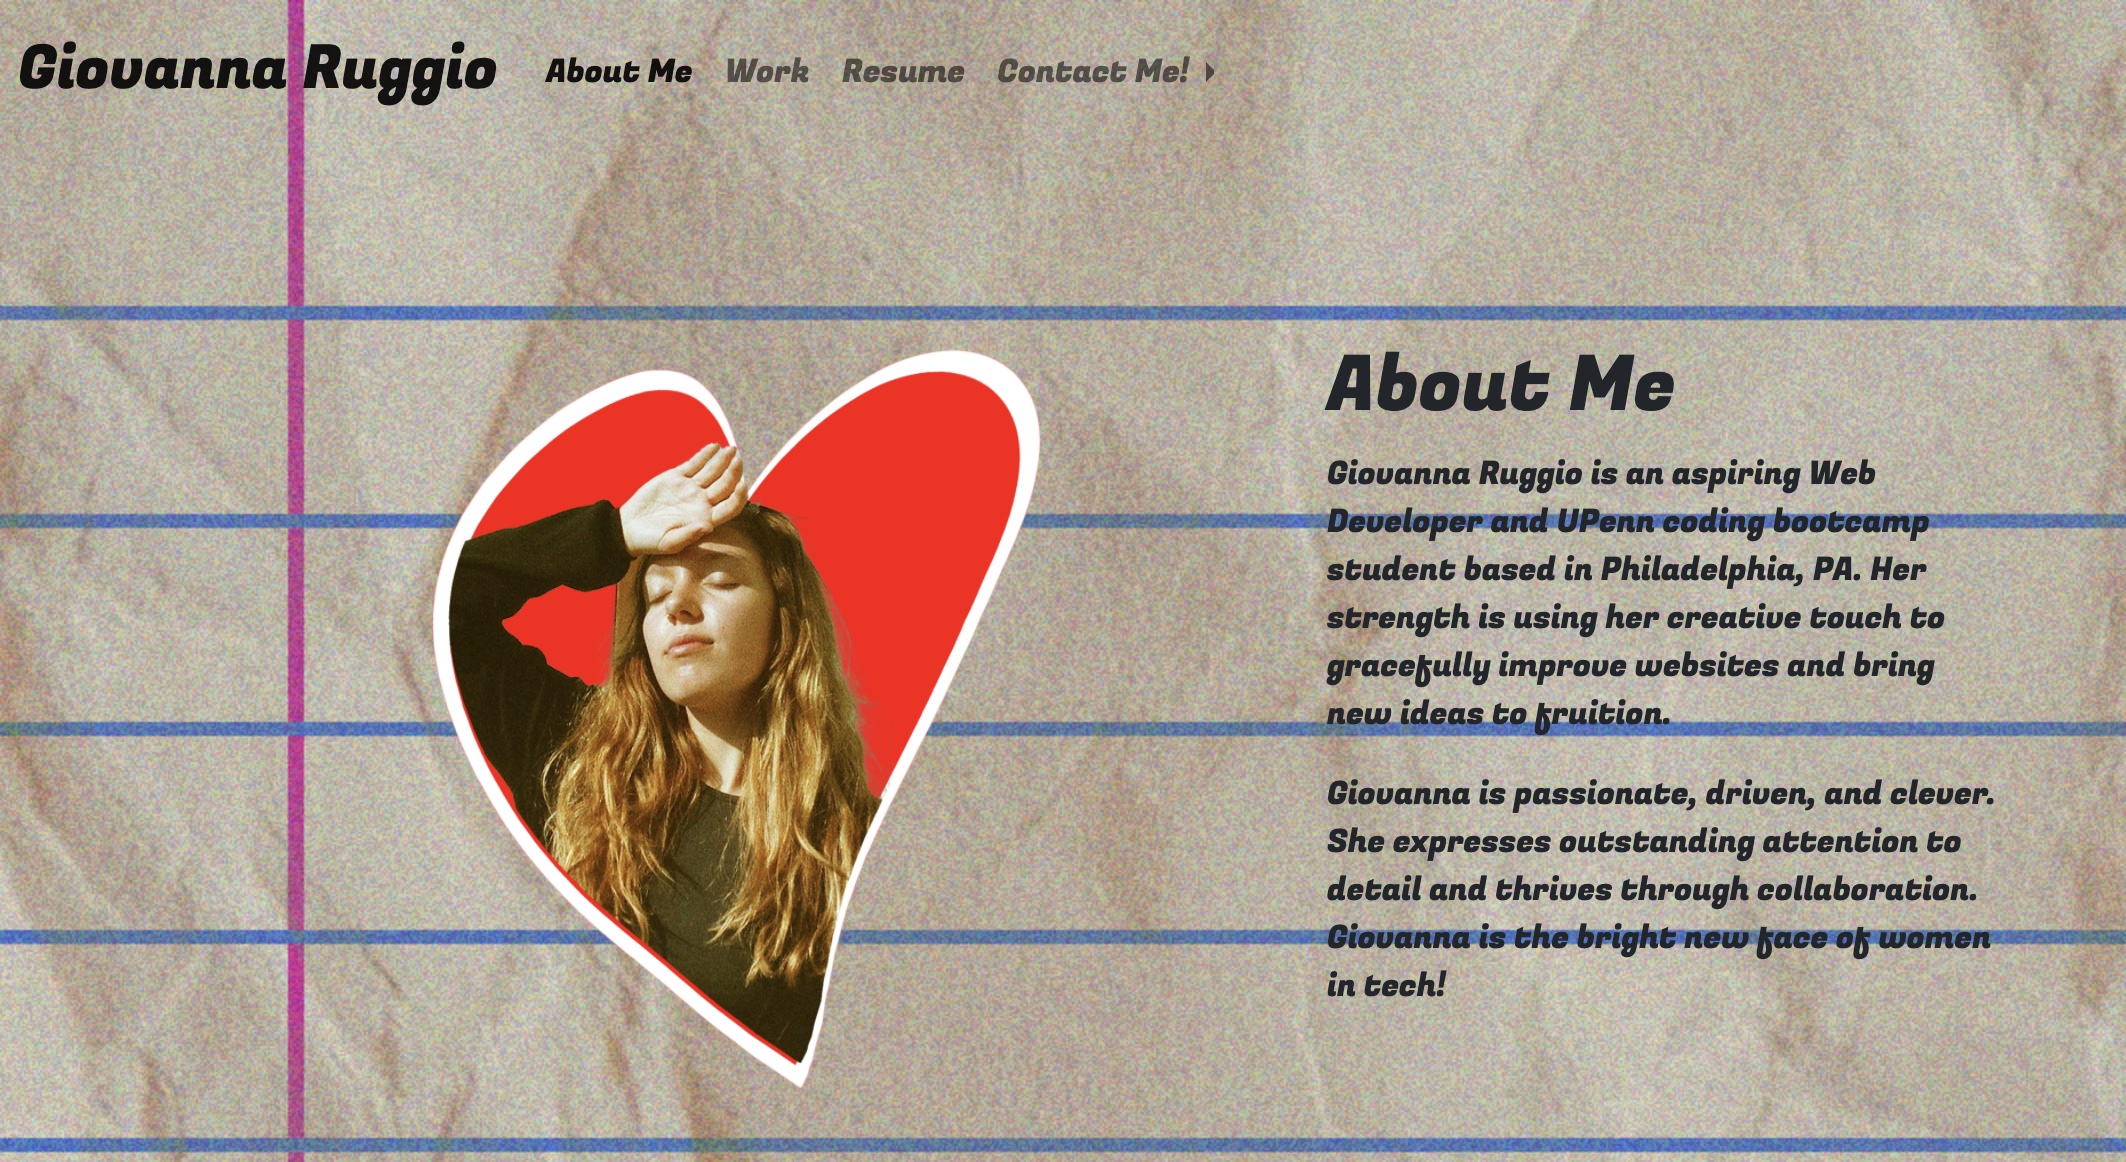 Giovanna Ruggio
About Me Work Resume Contact Me!
About Me
Giovanna Ruggio is an aspiring Web
Developer and UPenn coding bootcamp
student based in Philadelphia, PA. Her
strength is using her creative touch to
gracefully improve websites and bring
new ideas to fruition.
Giovanna is passionate, driven, and clever.
She expresses outstanding attention to
detail and thrives through collaboration.
Giovanna is the bright new face of women
in tech!